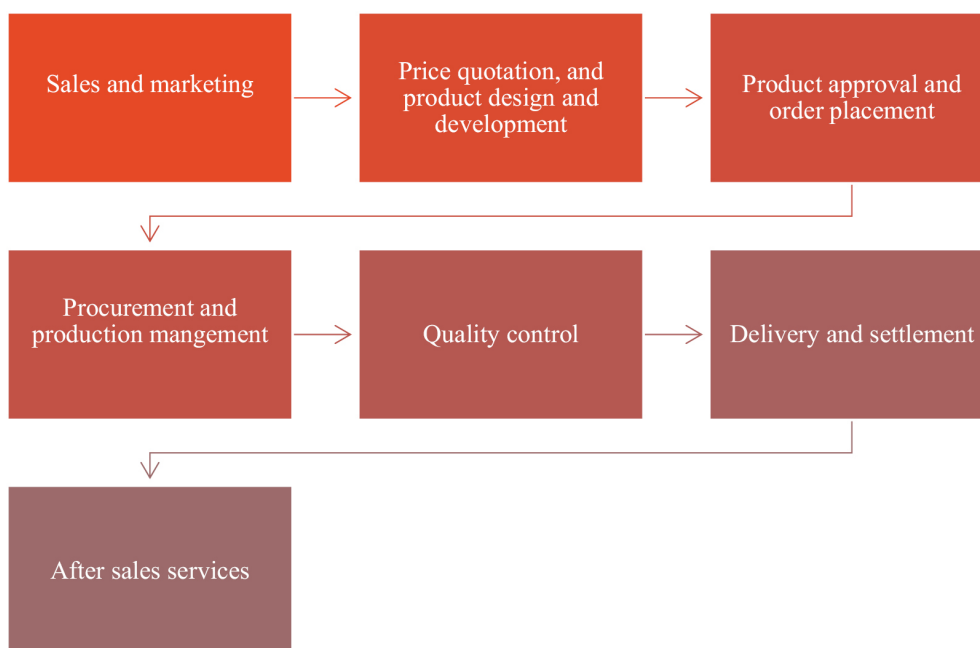 Sales and marketing
Price quotation, and
product design and
development
Product approval and
order placement
Procurement and
production mangement
Quality control
Delivery and settlement
After sales services